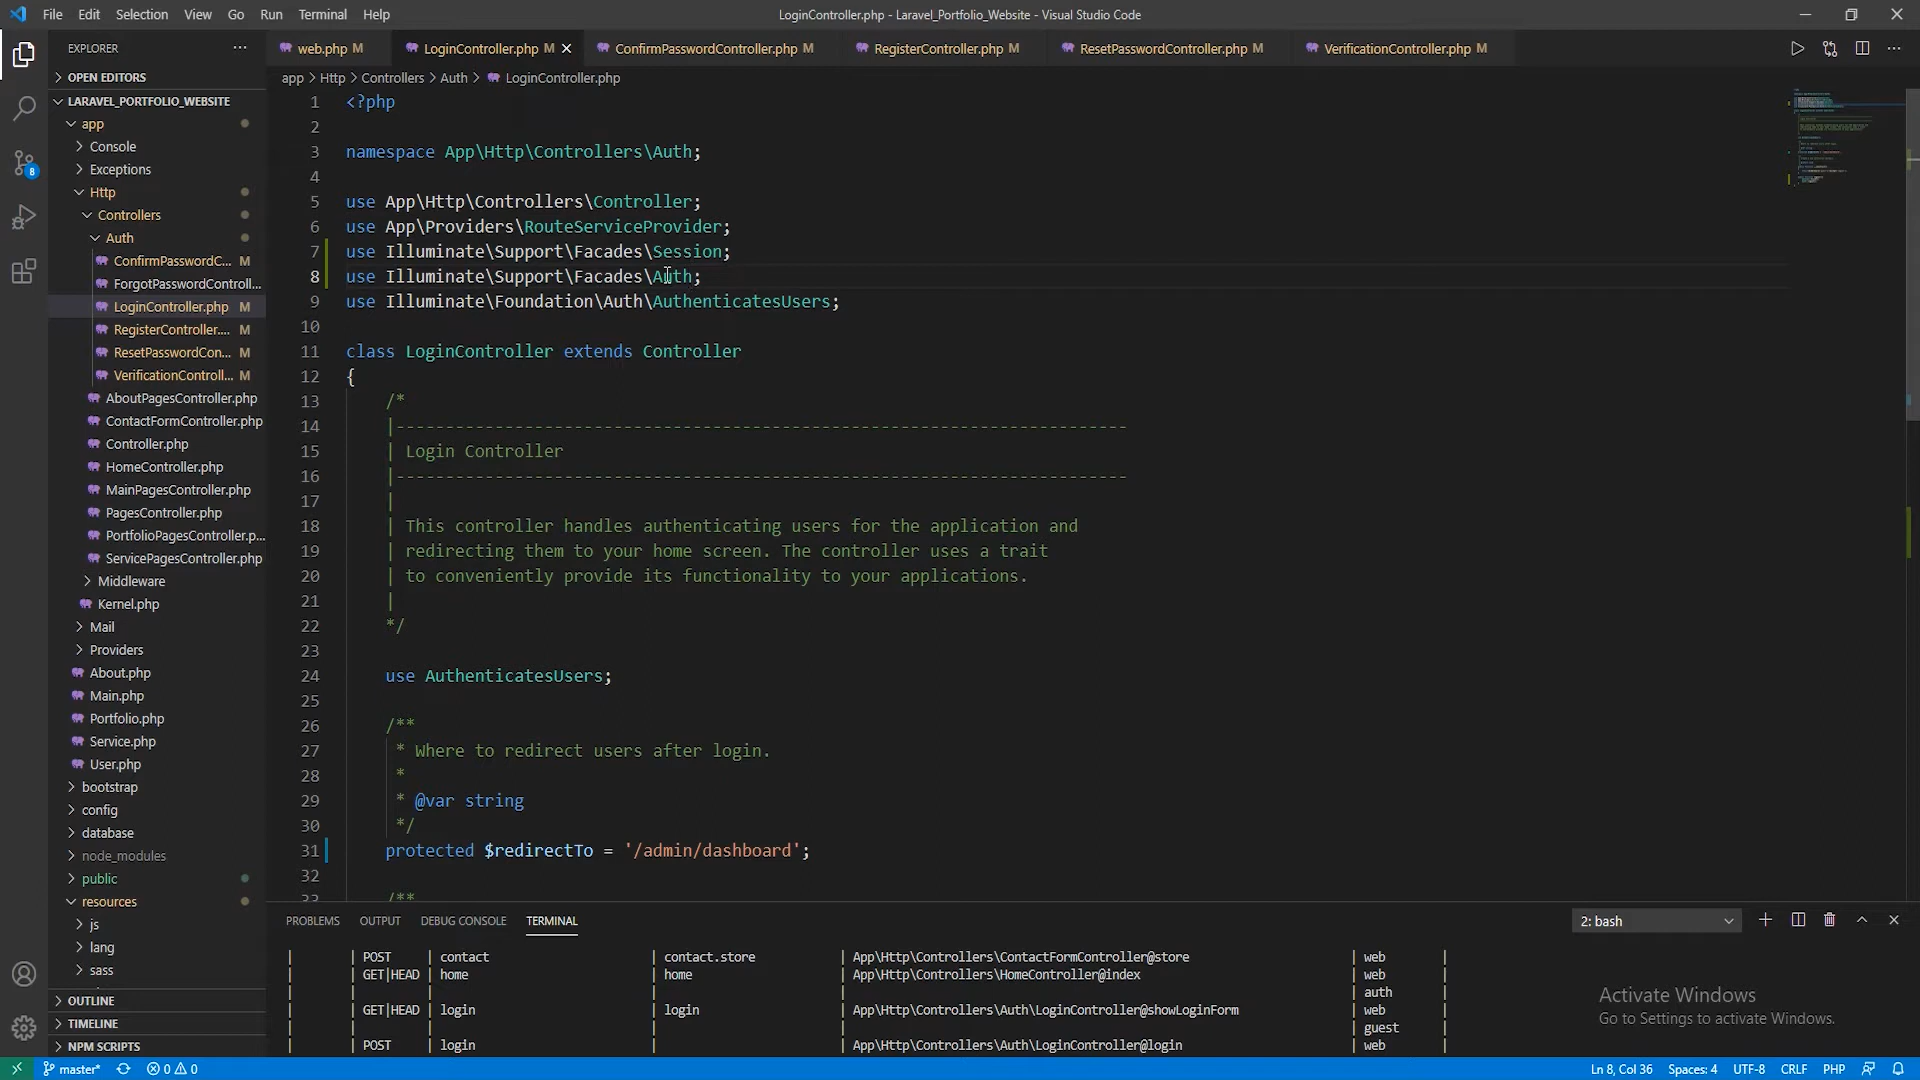 File Edit Selection View Go Run Terminal Help
LoginController.php - Laravel_Portfolio_Website - Visual Studio Code
EXPLORER
web.php M
LoginController.php M
ConfirmPasswordController.php M
RegisterController.php M
ResetPasswordController.php M
VerificationController.php M
OPEN EDITORS
app > Http > Controllers > Auth > LoginController.php
LARAVEL_PORTFOLIO_WEBSITE
app
Console
Exceptions
Http
Controllers
Auth
ConfirmPasswordC... M
ForgotPasswordControll...
LoginController.php M
RegisterController.... M
ResetPasswordCon... M
VerificationControll... M
AboutPagesController.php
ContactFormController.php
Controller.php
HomeController.php
MainPagesController.php
PagesController.php
PortfolioPagesController.p...
ServicePagesController.php
Middleware
Kernel.php
Mail
Providers
About.php
Main.php
Portfolio.php
Service.php
User.php
bootstrap
config
database
node_modules
public
resources
js
lang
sass
OUTLINE
TIMELINE
NPM SCRIPTS
8
1 <?php
2
3 namespace App\Http\Controllers\Auth;
4
5 use App\Http\Controllers\Controller;
6 use App\Providers\RouteServiceProvider;
7 use Illuminate\Support\Facades\Session;
8 use Illuminate\Support\Facades\Auth;
9 use Illuminate\Foundation\Auth\AuthenticatesUsers;
10
11 class LoginController extends Controller
12 {
13 /*
14 |--------------------------------------------------------------------------
15 | Login Controller
16 |--------------------------------------------------------------------------
17 |
18 | This controller handles authenticating users for the application and
19 | redirecting them to your home screen. The controller uses a trait
20 | to conveniently provide its functionality to your applications.
21 |
22 */
23
24 use AuthenticatesUsers;
25
26 /**
27 * Where to redirect users after login.
28 *
29 * @var string
30 */
31 protected $redirectTo = '/admin/dashboard';
32
33 /**
PROBLEMS OUTPUT DEBUG CONSOLE TERMINAL
2: bash
| | POST | contact | contact.store | App\Http\Controllers\ContactFormController@store | web |
| | GET|HEAD | home | home | App\Http\Controllers\HomeController@index | web |
| | | | | | auth |
| | GET|HEAD | login | login | App\Http\Controllers\Auth\LoginController@showLoginForm | web |
| | | | | | guest |
| | POST | login | | App\Http\Controllers\Auth\LoginController@login | web |
Activate Windows
Go to Settings to activate Windows.
master* 0 0
Ln 8, Col 36 Spaces: 4 UTF-8 CRLF PHP